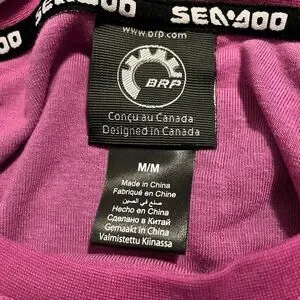 SEA-DOO SEA-DOO
www.brp.com
BRP
Conçu au Canada
Designed in Canada
M/M
Made in China
Fabriqué en Chine
صنع في الصين
Hecho en China
Сделано в Китай
Gemaakt in China
Valmistettu Kiinassa